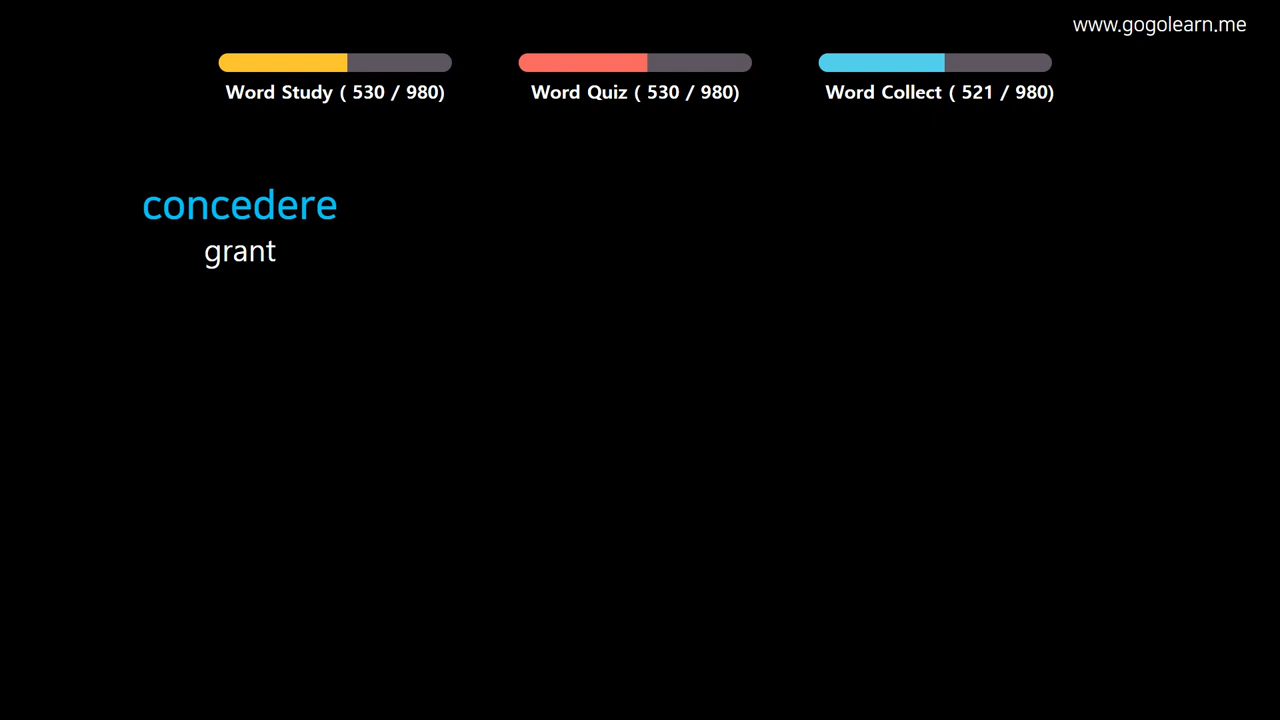 www.gogolearn.me
Word Study ( 530 / 980)
Word Quiz ( 530 / 980)
Word Collect ( 521 / 980)
concedere
grant